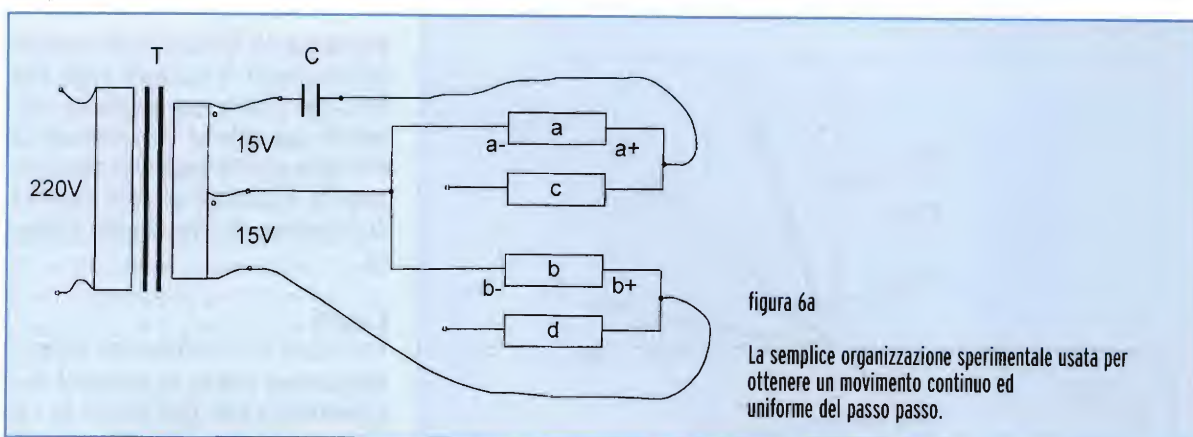 T
C
220V
15V
15V
a
a-
a+
c
b
b-
b+
d
figura 6a
La semplice organizzazione sperimentale usata per
ottenere un movimento continuo ed
uniforme del passo passo.